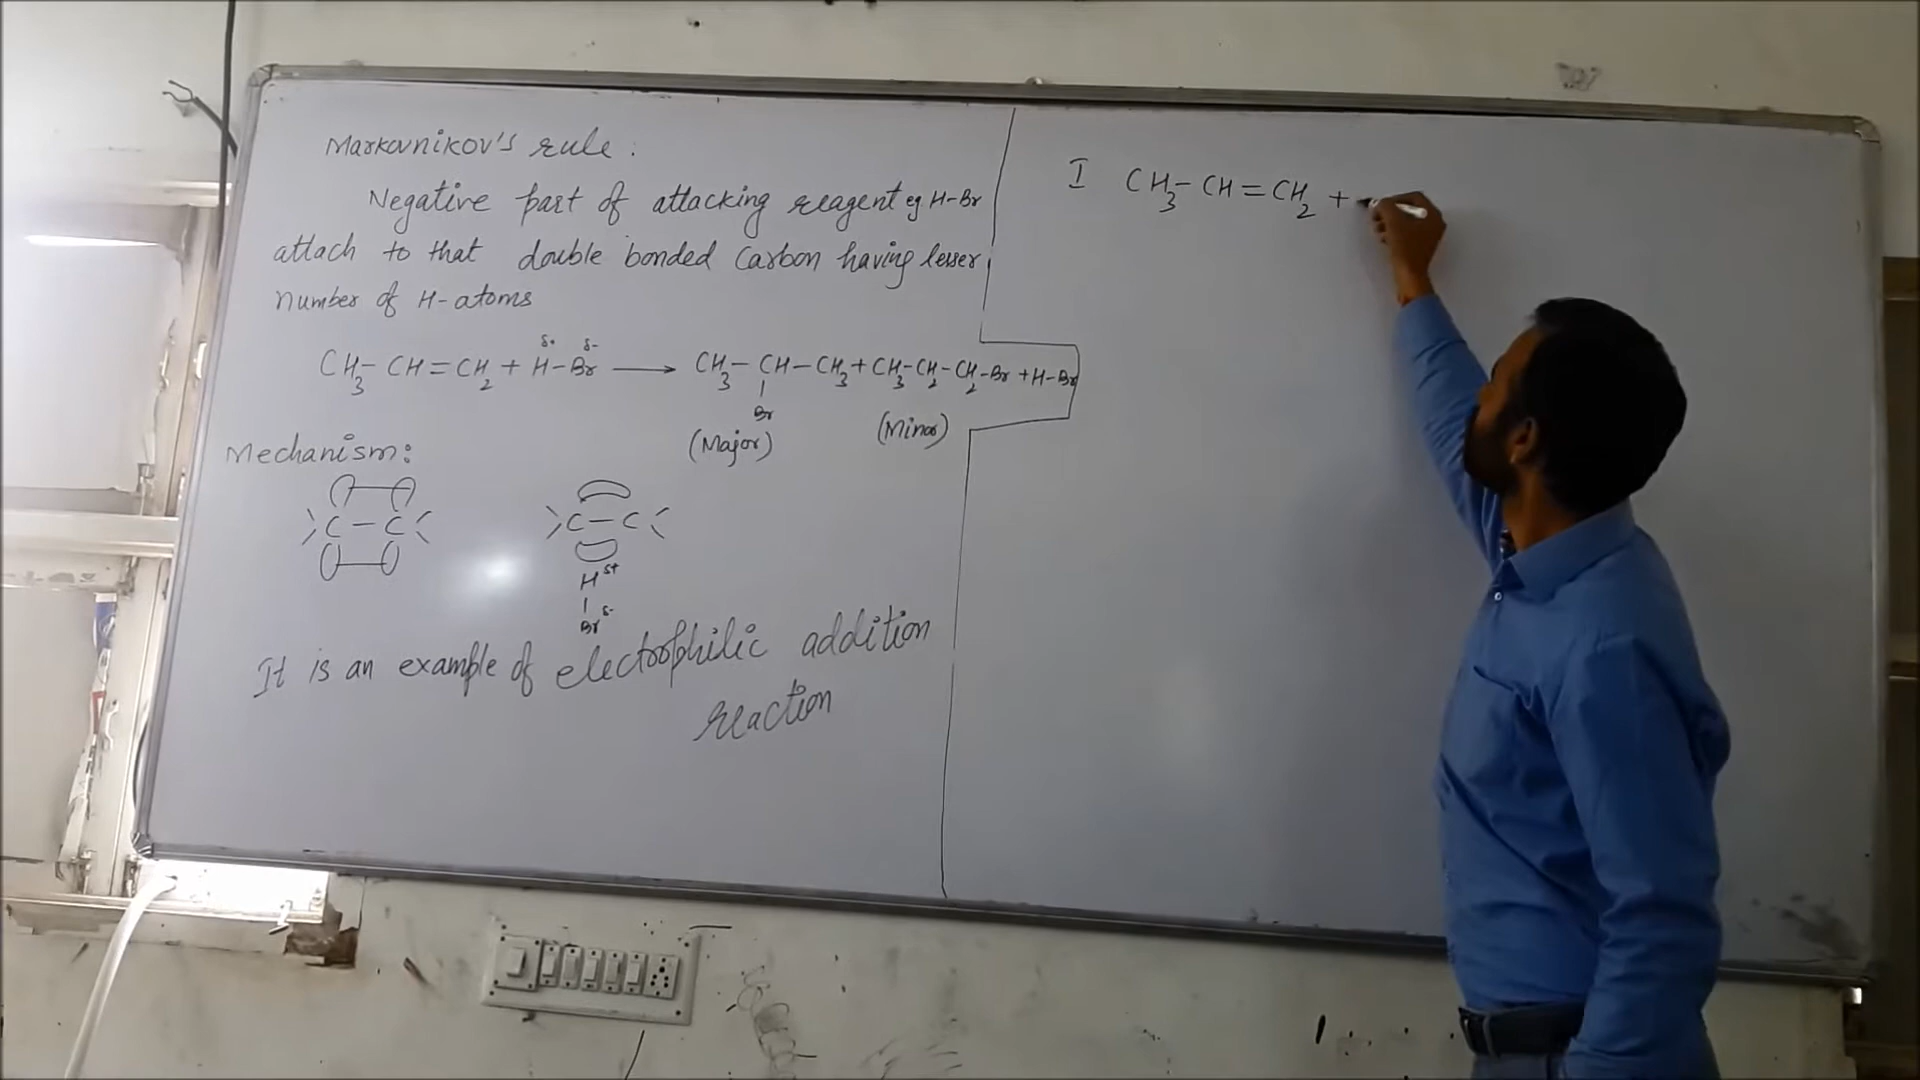 Markovnikov's rule :
Negative part of attacking reagent eg H-Br
attach to that double bonded Carbon having lesser
number of H-atoms
CH₃ – CH = CH₂ + Hδ+ – Brδ- ⟶ CH₃ – CH – CH₃ + CH₃ – CH₂ – CH₂ – Br + H – Br
Br
(Major) (Minor)
Mechanism:
C – C C – C
H δ+
Br δ-
It is an example of electrophilic addition
reaction
I CH₃ – CH = CH₂ +